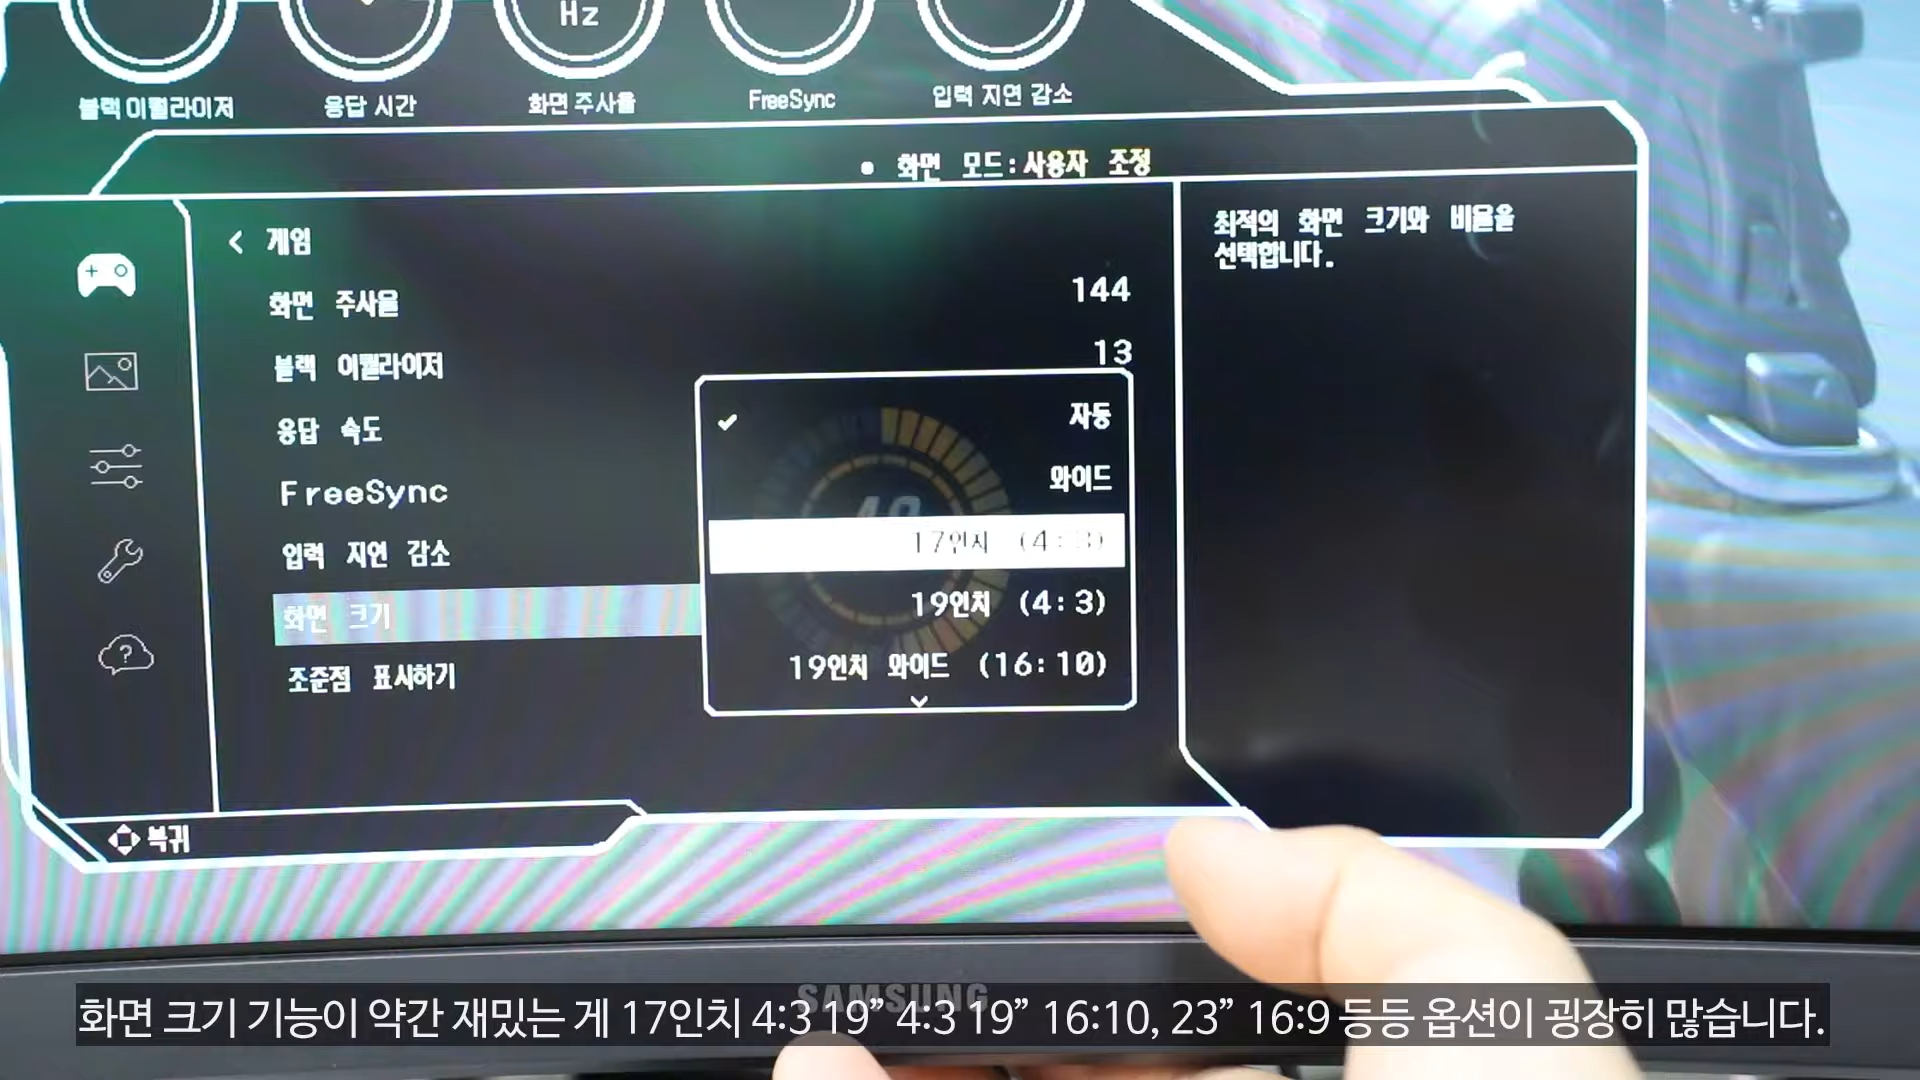 Hz
블랙 이퀄라이저
응답 시간
화면 주사율
FreeSync
입력 지연 감소
화면 모드:사용자 조정
게임
화면 주사율 144
블랙 이퀄라이저 13
응답 속도
FreeSync
입력 지연 감소
화면 크기
조준점 표시하기
자동
와이드
17인치 (4:3)
19인치 (4:3)
19인치 와이드 (16:10)
최적의 화면 크기와 비율을
선택합니다.
복귀
SAMSUNG
화면 크기 기능이 약간 재밌는 게 17인치 4:3 19” 4:3 19” 16:10, 23” 16:9 등등 옵션이 굉장히 많습니다.